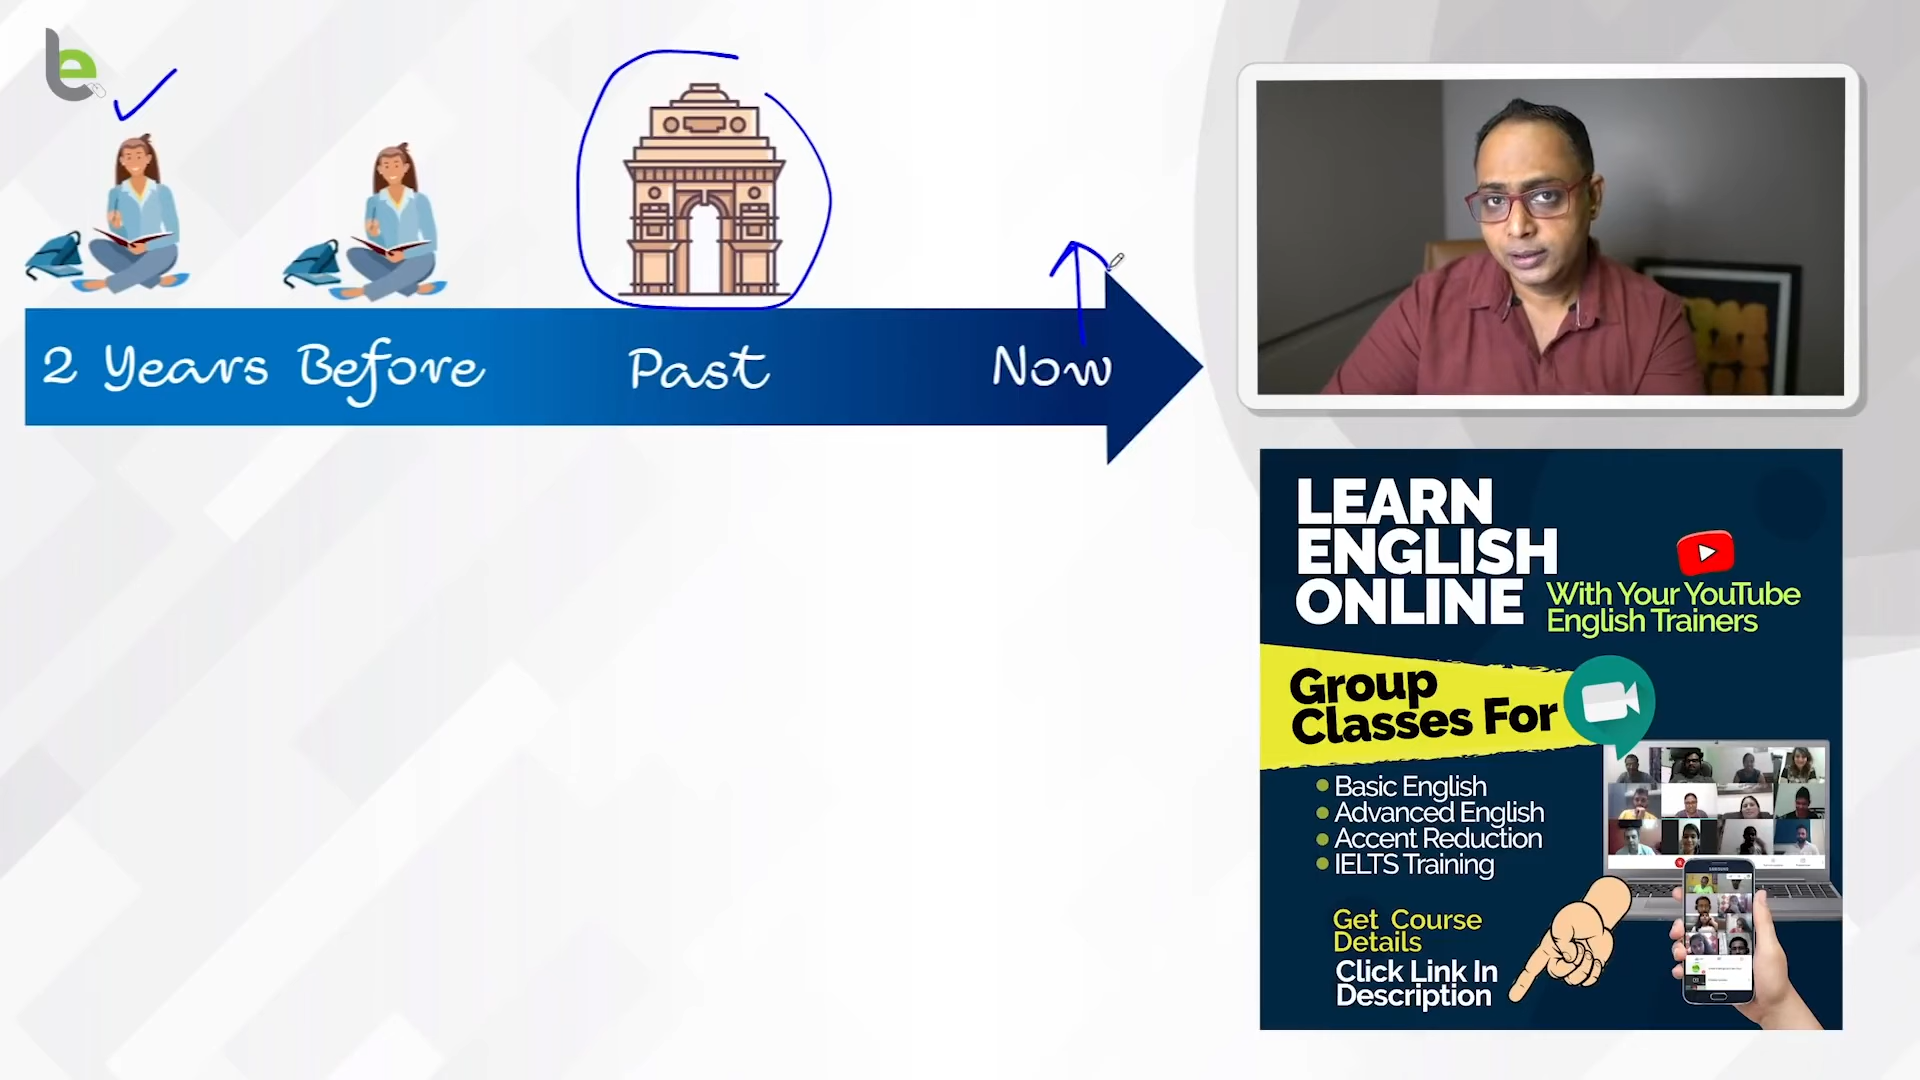 le
2 Years Before
Past
Now
LEARN
ENGLISH
ONLINE
With Your YouTube
English Trainers
Group
Classes For
Basic English
Advanced English
Accent Reduction
IELTS Training
Get Course
Details
Click Link In
Description